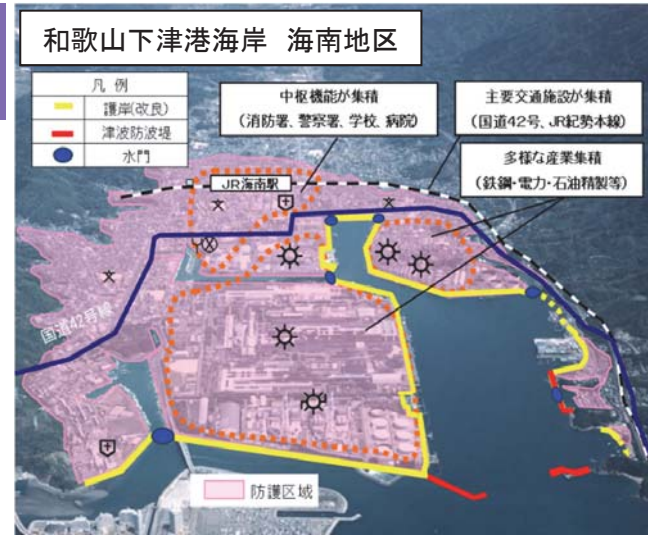 和歌山下津港海岸 海南地区
凡 例
護岸(改良)
津波防波堤
水門
中枢機能が集積
(消防署、警察署、学校、病院)
主要交通施設が集積
(国道42号、JR紀勢本線)
多様な産業集積
(鉄鋼・電力・石油精製等)
JR海南駅
国道42号線
防護区域